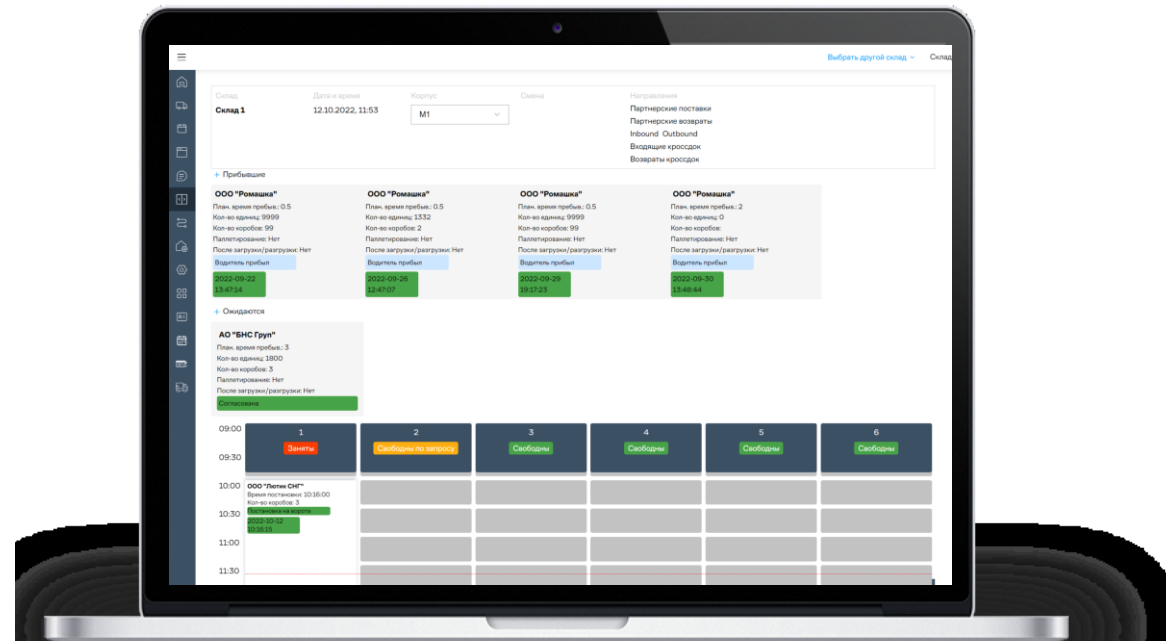 Выбрать другой склад
Склад
Склад
Дата и время
Корпус
Смена
Направления
Склад 1
12.10.2022, 11:53
М1
Партнерские поставки
Партнерские возвраты
Inbound Outbound
Входящие кроссдок
Возвраты кроссдок
+ Прибывшие
ООО "Ромашка"
План. время пребыв.: 0.5
Кол-во единиц: 9999
Кол-во коробов: 99
Паллетирование: Нет
После загрузки/разгрузки: Нет
Водитель прибыл
2022-09-22
13:47:14
ООО "Ромашка"
План. время пребыв.: 0.5
Кол-во единиц: 1332
Кол-во коробов: 2
Паллетирование: Нет
После загрузки/разгрузки: Нет
Водитель прибыл
2022-09-26
12:47:07
ООО "Ромашка"
План. время пребыв.: 0.5
Кол-во единиц: 9999
Кол-во коробов: 99
Паллетирование: Нет
После загрузки/разгрузки: Нет
Водитель прибыл
2022-09-29
19:17:23
ООО "Ромашка"
План. время пребыв.: 2
Кол-во единиц: 0
Кол-во коробов:
Паллетирование: Нет
После загрузки/разгрузки: Нет
Водитель прибыл
2022-09-30
13:48:44
+ Ожидаются
АО "БНС Груп"
План. время пребыв.: 3
Кол-во единиц: 1800
Кол-во коробов: 3
Паллетирование: Нет
После загрузки/разгрузки: Нет
Согласована
09:00
1
2
3
4
5
6
Заняты
Свободны по запросу
Свободны
Свободны
Свободны
Свободны
09:30
10:00
ООО "Лютик СНГ"
Время постановки: 10:16:00
Кол-во коробов: 3
Постановка на ворота
2022-10-12
10:16:15
10:30
11:00
11:30